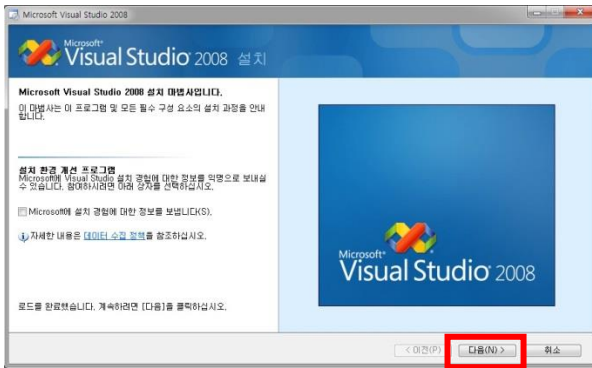 Microsoft Visual Studio 2008
Microsoft®
Visual Studio® 2008 설치
Microsoft Visual Studio 2008 설치 마법사입니다.
이 마법사는 이 프로그램 및 모든 필수 구성 요소의 설치 과정을 안내
합니다.
설치 환경 개선 프로그램
Microsoft에 Visual Studio 설치 경험에 대한 정보를 익명으로 보내실
수 있습니다. 참여하시려면 아래 상자를 선택하십시오.
Microsoft에 설치 경험에 대한 정보를 보냅니다(S).
자세한 내용은 데이터 수집 정책을 참조하십시오.
Microsoft®
Visual Studio® 2008
로드를 완료했습니다. 계속하려면 [다음]을 클릭하십시오.
< 이전(P) 다음(N) > 취소